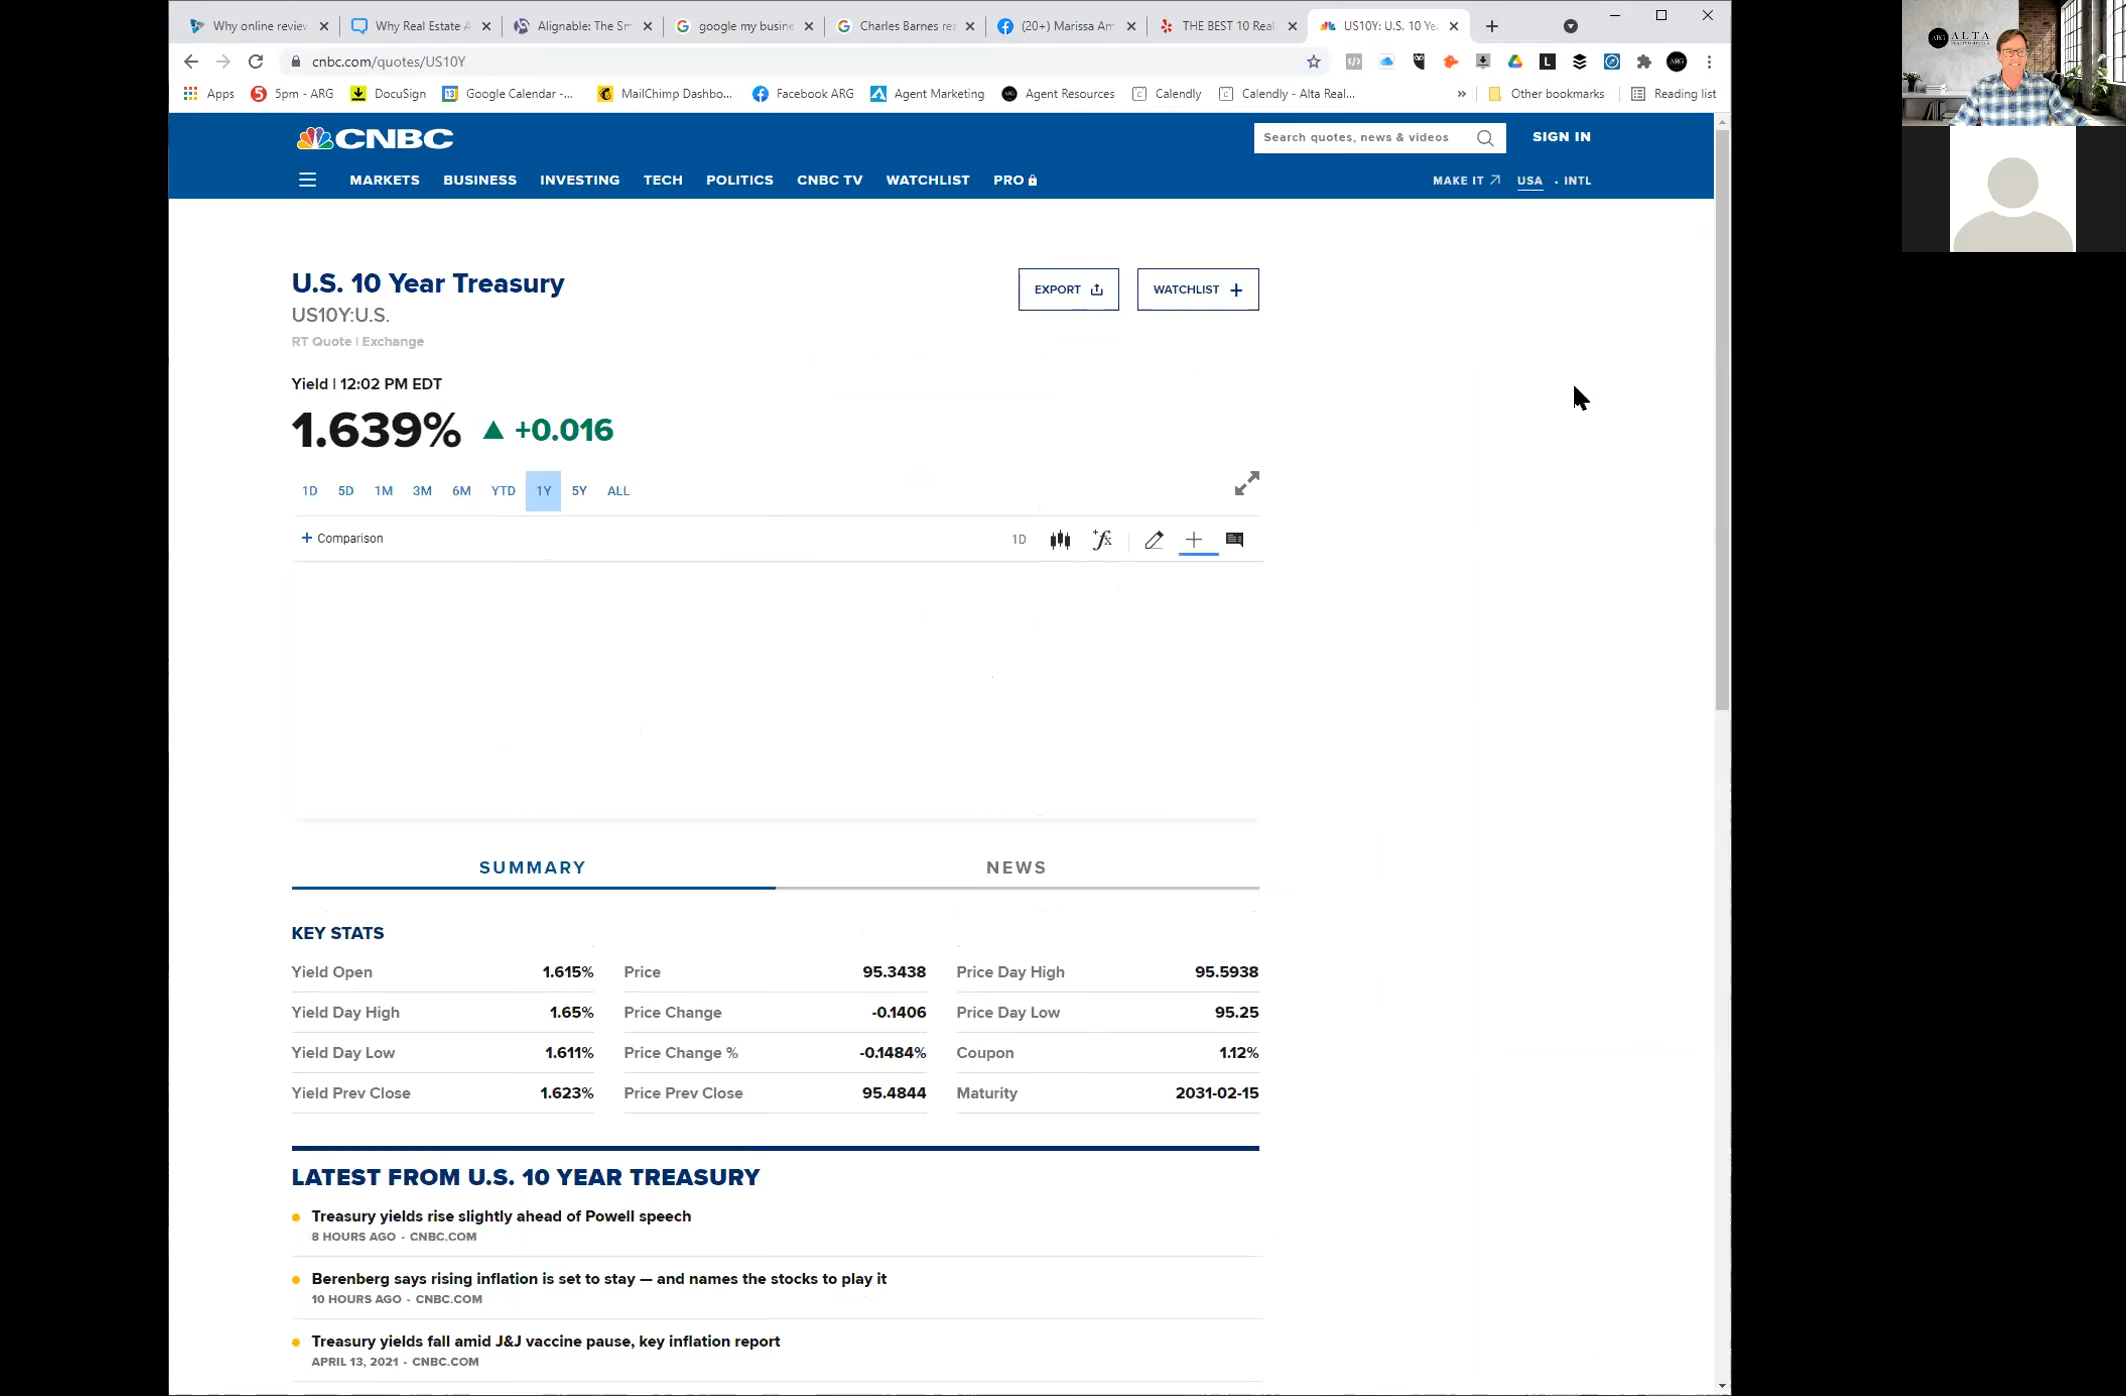 Why online review
Why Real Estate A
Alignable: The Sm
google my busine
Charles Barnes rea
(20+) Marissa Am
THE BEST 10 Real
US10Y: U.S. 10 Ye
cnbc.com/quotes/US10Y
Apps
5pm - ARG
DocuSign
Google Calendar -...
MailChimp Dashbo...
Facebook ARG
Agent Marketing
Agent Resources
Calendly
Calendly - Alta Real...
»
Other bookmarks
Reading list
CNBC
Search quotes, news & videos
SIGN IN
MARKETS BUSINESS INVESTING TECH POLITICS CNBC TV WATCHLIST PRO
MAKE IT USA • INTL
U.S. 10 Year Treasury
EXPORT
WATCHLIST +
US10Y:U.S.
RT Quote | Exchange
Yield | 12:02 PM EDT
1.639% ▲ +0.016
1D 5D 1M 3M 6M YTD 1Y 5Y ALL
+ Comparison
1D
SUMMARY NEWS
KEY STATS
Yield Open 1.615% Price 95.3438 Price Day High 95.5938
Yield Day High 1.65% Price Change -0.1406 Price Day Low 95.25
Yield Day Low 1.611% Price Change % -0.1484% Coupon 1.12%
Yield Prev Close 1.623% Price Prev Close 95.4844 Maturity 2031-02-15
LATEST FROM U.S. 10 YEAR TREASURY
Treasury yields rise slightly ahead of Powell speech
8 HOURS AGO - CNBC.COM
Berenberg says rising inflation is set to stay — and names the stocks to play it
10 HOURS AGO - CNBC.COM
Treasury yields fall amid J&J vaccine pause, key inflation report
APRIL 13, 2021 - CNBC.COM
ARG ALTA